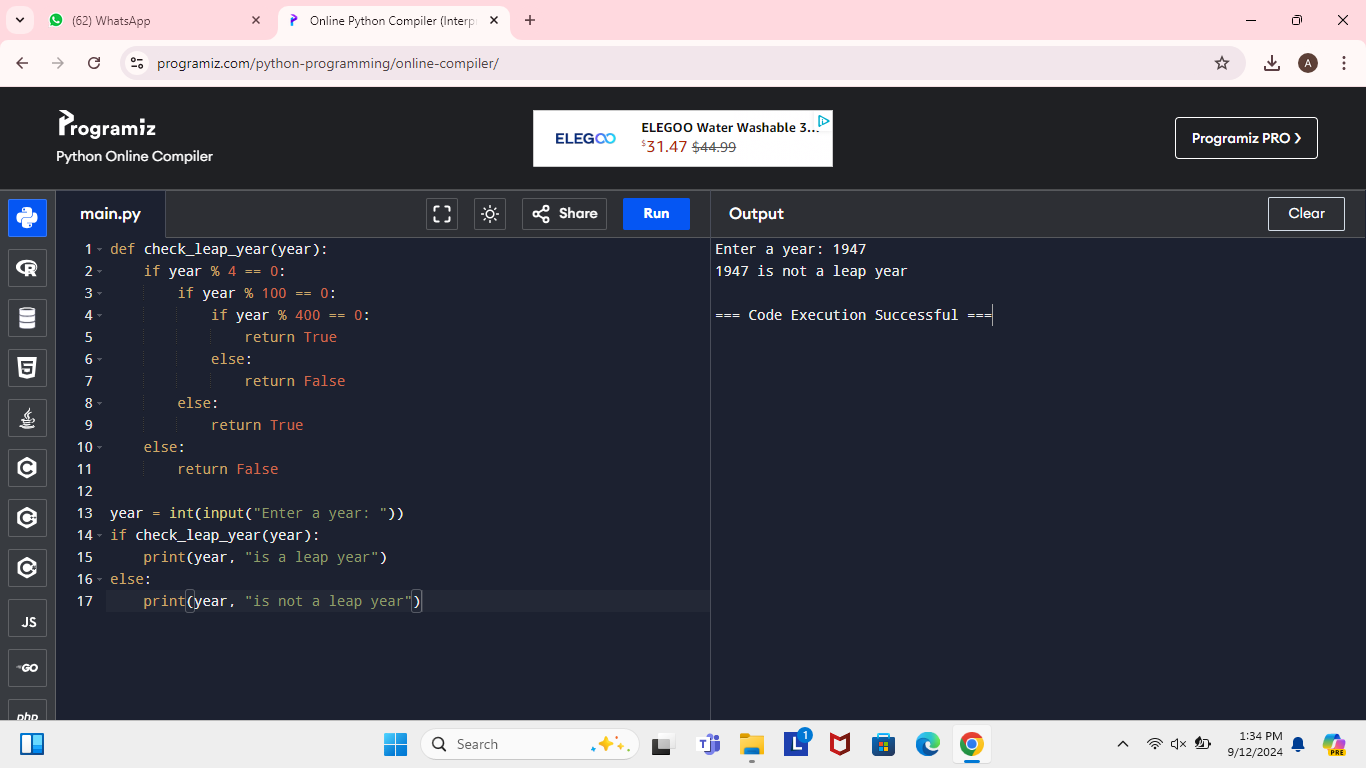 (62) WhatsApp
Online Python Compiler (Interp
programiz.com/python-programming/online-compiler/
A
Programiz
Python Online Compiler
ELEGOO
ELEGOO Water Washable 3...
$31.47 $44.99
Programiz PRO
main.py
Share
Run
Output
Clear
1 def check_leap_year(year):
2     if year % 4 == 0:
3         if year % 100 == 0:
4             if year % 400 == 0:
5                 return True
6             else:
7                 return False
8         else:
9             return True
10     else:
11         return False
12
13 year = int(input("Enter a year: "))
14 if check_leap_year(year):
15     print(year, "is a leap year")
16 else:
17     print(year, "is not a leap year")
Enter a year: 1947
1947 is not a leap year
=== Code Execution Successful ===
R
5
C
C
C
JS
GO
php
Search
L
1
1:34 PM
9/12/2024
PRE